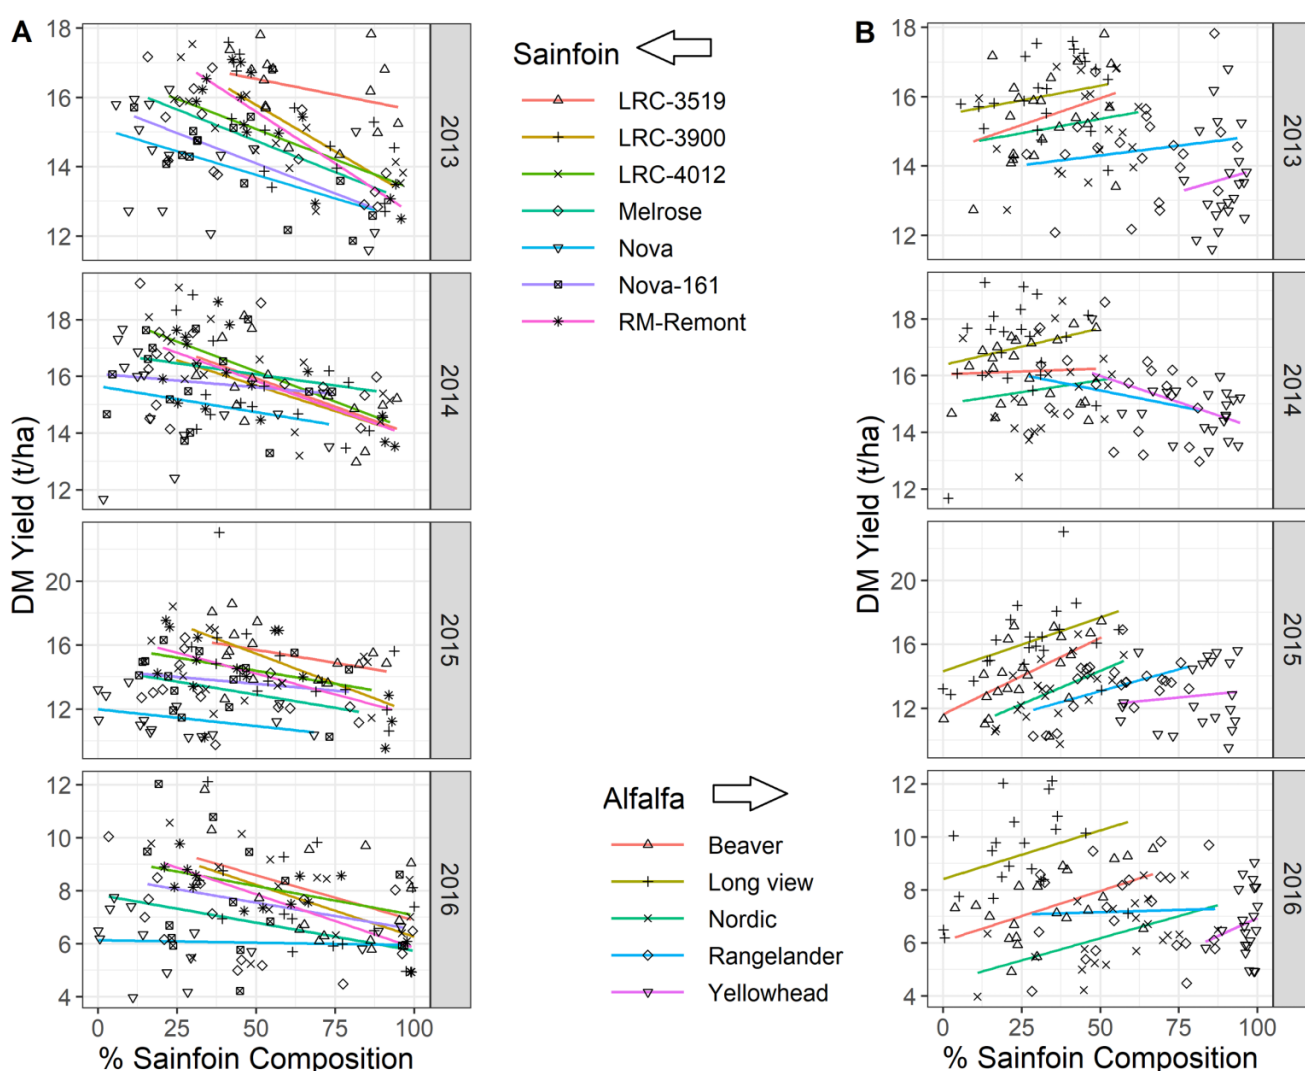 A
B
DM Yield (t/ha)
18
16
14
12
2013
18
16
14
12
2014
20
16
12
2015
12
10
8
6
4
2016
0 25 50 75 100
% Sainfoin Composition
Sainfoin
LRC-3519
LRC-3900
LRC-4012
Melrose
Nova
Nova-161
RM-Remont
Alfalfa
Beaver
Long view
Nordic
Rangelander
Yellowhead
DM Yield (t/ha)
18
16
14
12
2013
18
16
14
12
2014
20
16
12
2015
12
10
8
6
4
2016
0 25 50 75 100
% Sainfoin Composition